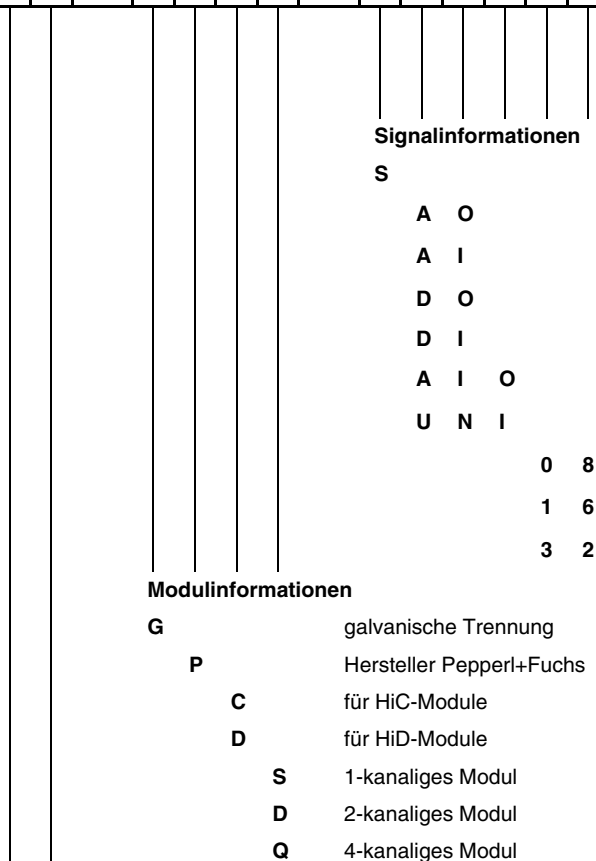 Signalinformationen
S
A O
A I
D O
D I
A I O
U N I
0 8
1 6
3 2
Modulinformationen
G galvanische Trennung
P Hersteller Pepperl+Fuchs
C für HiC-Module
D für HiD-Module
S 1-kanaliges Modul
D 2-kanaliges Modul
Q 4-kanaliges Modul